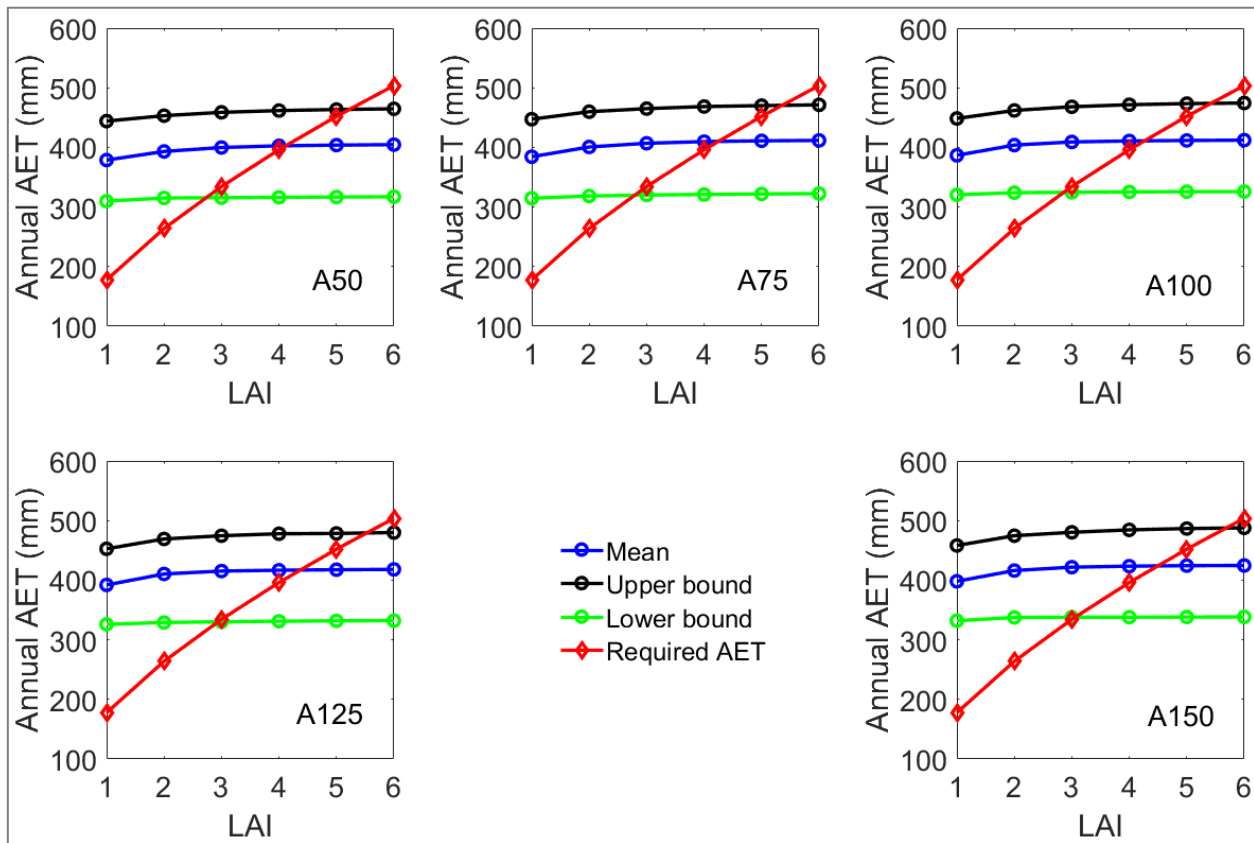 600
500
400
300
200
100
Annual AET (mm)
1 2 3 4 5 6
LAI
A50
600
500
400
300
200
100
Annual AET (mm)
1 2 3 4 5 6
LAI
A75
600
500
400
300
200
100
Annual AET (mm)
1 2 3 4 5 6
LAI
A100
600
500
400
300
200
100
Annual AET (mm)
1 2 3 4 5 6
LAI
A125
Mean
Upper bound
Lower bound
Required AET
600
500
400
300
200
100
Annual AET (mm)
1 2 3 4 5 6
LAI
A150